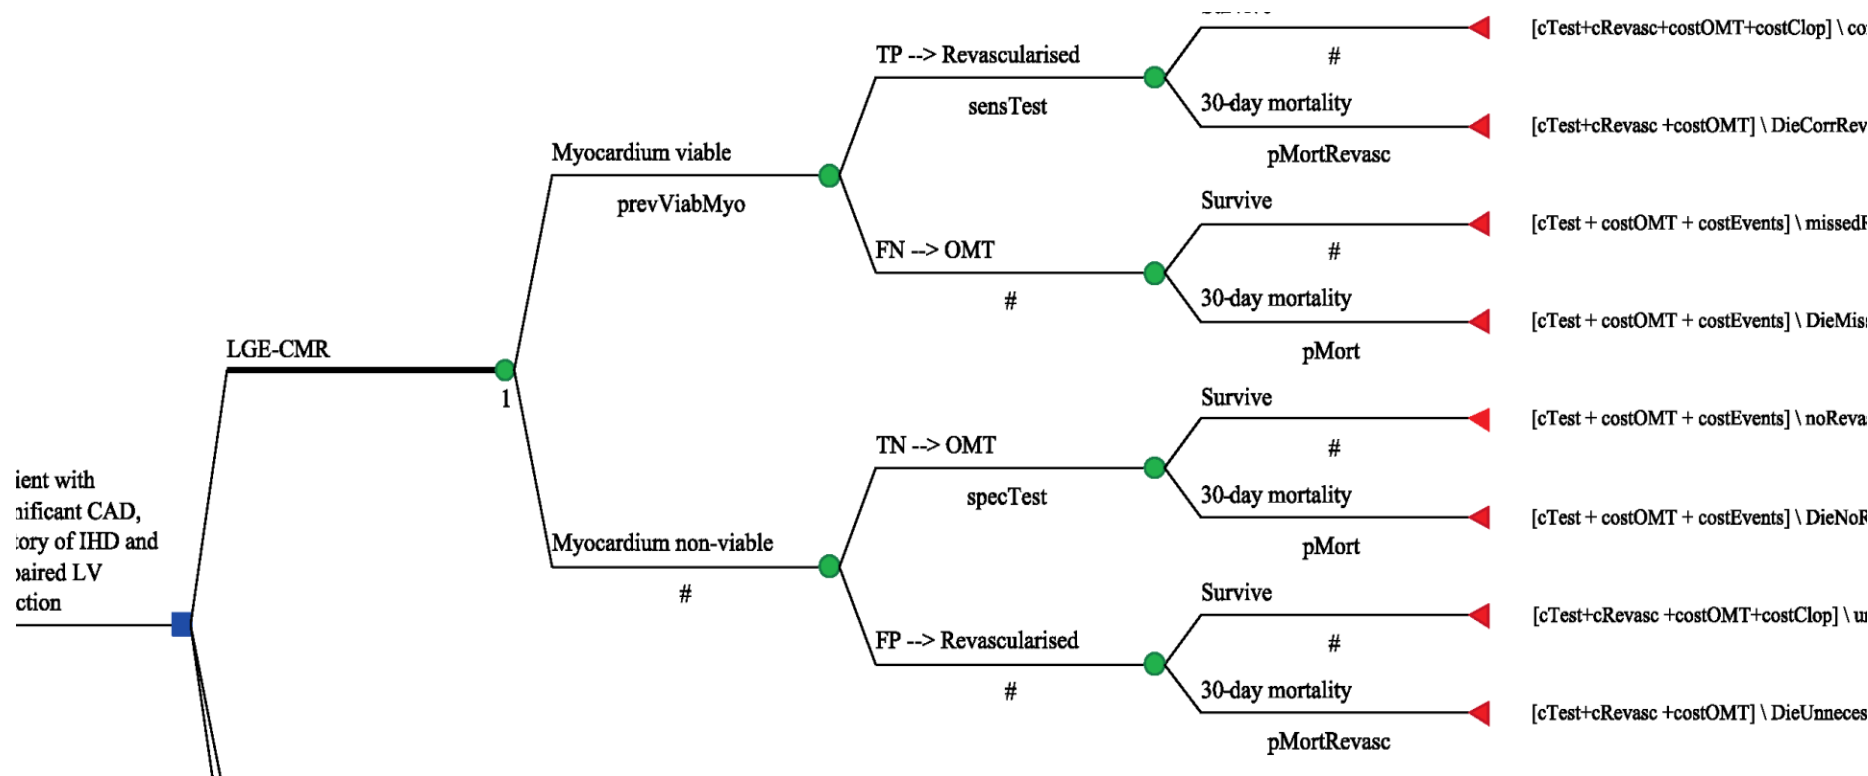 [cTest+cRevasc+costOMT+costClop] \ co
TP --> Revascularised
#
sensTest
30-day mortality
[cTest+cRevasc +costOMT] \ DieCorrRev
pMortRevasc
Myocardium viable
prevViabMyo
Survive
[cTest + costOMT + costEvents] \ missed
FN --> OMT
#
#
30-day mortality
[cTest + costOMT + costEvents] \ DieMis
pMort
LGE-CMR
1
Survive
[cTest + costOMT + costEvents] \ noReva
TN --> OMT
#
specTest
30-day mortality
[cTest + costOMT + costEvents] \ DieNoR
pMort
ient with
nificant CAD,
tory of IHD and
paired LV
ction
Myocardium non-viable
#
Survive
[cTest+cRevasc +costOMT+costClop] \ u
FP --> Revascularised
#
#
30-day mortality
[cTest+cRevasc +costOMT] \ DieUnneces
pMortRevasc